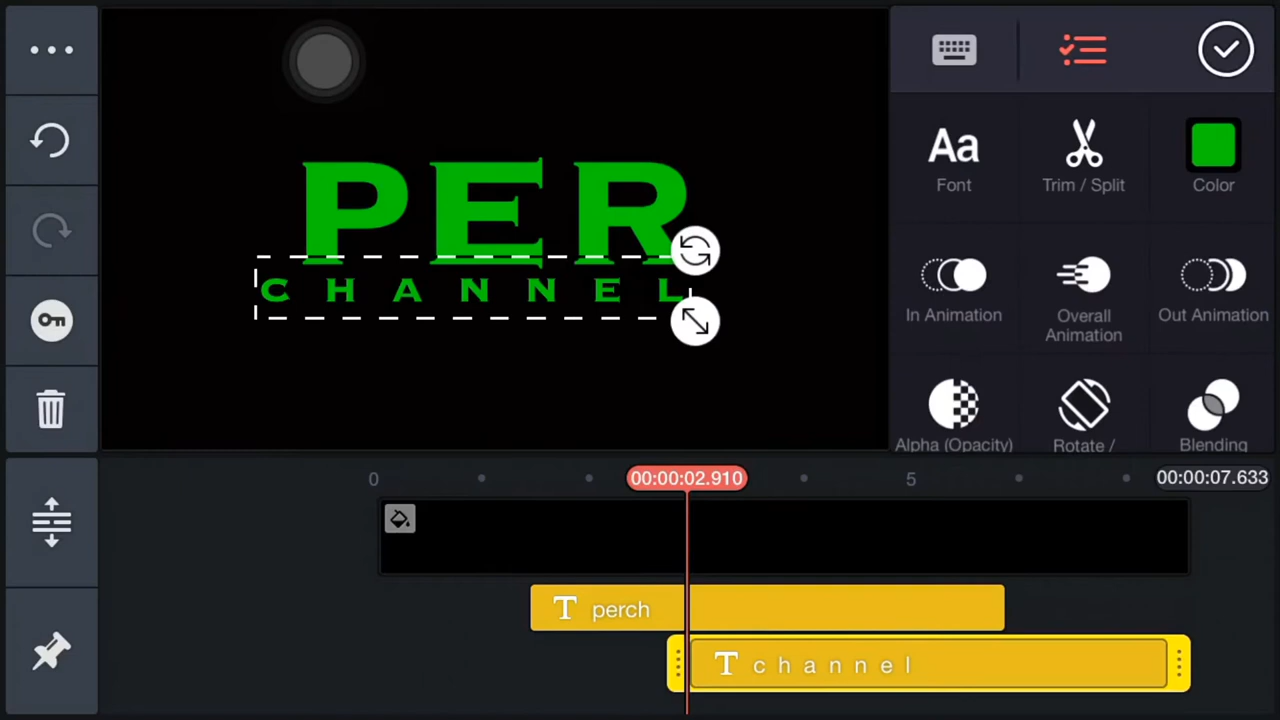 PER
CHANNEL
Aa
Font
Trim / Split
Color
In Animation
Overall
Animation
Out Animation
Alpha (Opacity)
Rotate /
Blending
0
00:00:02.910
5
00:00:07.633
T perch
T c h a n n e l